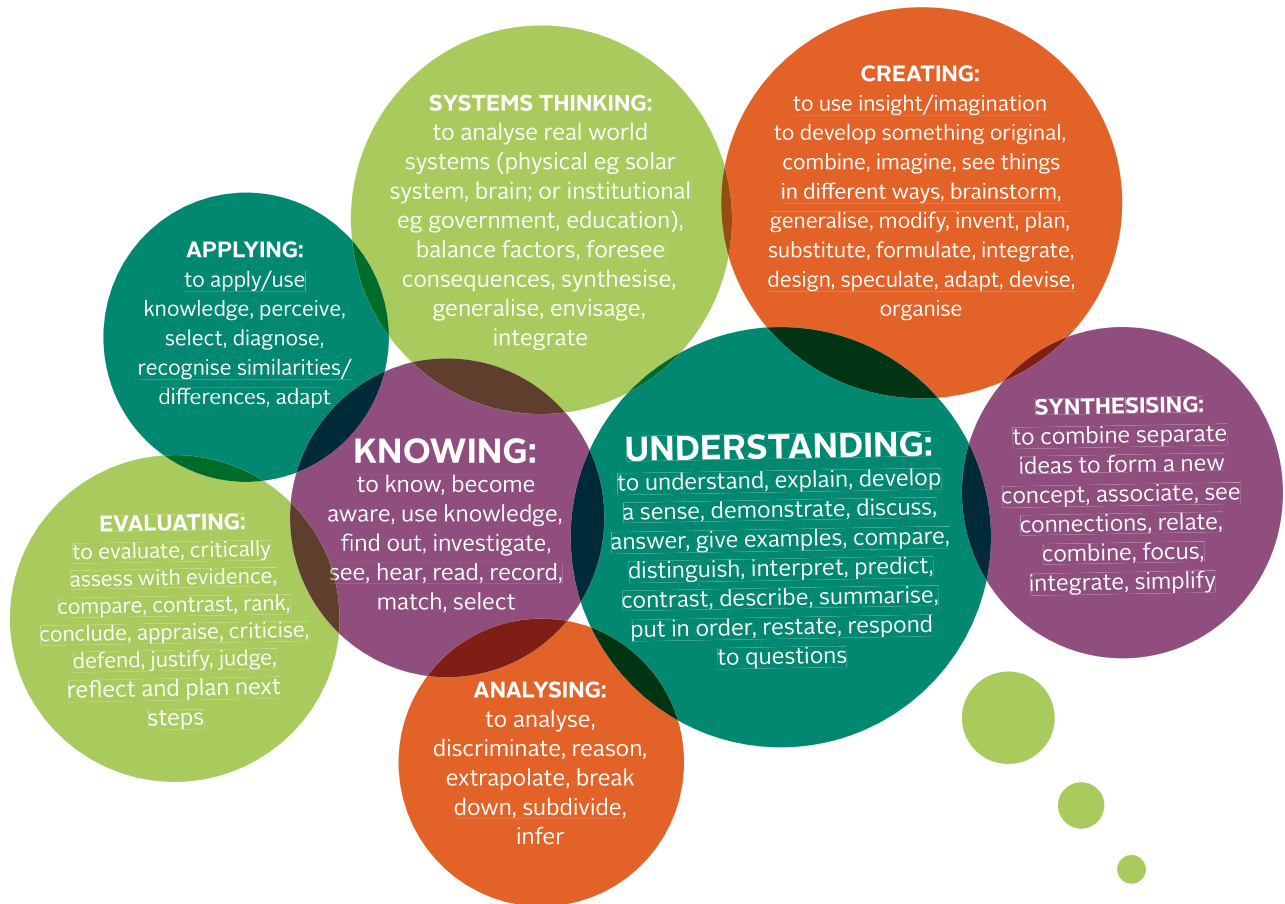 SYSTEMS THINKING:
to analyse real world
systems (physical eg solar
system, brain; or institutional
eg government, education),
balance factors, foresee
consequences, synthesise,
generalise, envisage,
integrate
CREATING:
to use insight/imagination
to develop something original,
combine, imagine, see things
in different ways, brainstorm,
generalise, modify, invent, plan,
substitute, formulate, integrate,
design, speculate, adapt, devise,
organise
APPLYING:
to apply/use
knowledge, perceive,
select, diagnose,
recognise similarities/
differences, adapt
KNOWING:
to know, become
aware, use knowledge,
find out, investigate,
see, hear, read, record,
match, select
UNDERSTANDING:
to understand, explain, develop
a sense, demonstrate, discuss,
answer, give examples, compare,
distinguish, interpret, predict,
contrast, describe, summarise,
put in order, restate, respond
to questions
SYNTHESISING:
to combine separate
ideas to form a new
concept, associate, see
connections, relate,
combine, focus,
integrate, simplify
EVALUATING:
to evaluate, critically
assess with evidence,
compare, contrast, rank,
conclude, appraise, criticise,
defend, justify, judge,
reflect and plan next
steps
ANALYSING:
to analyse,
discriminate, reason,
extrapolate, break
down, subdivide,
infer